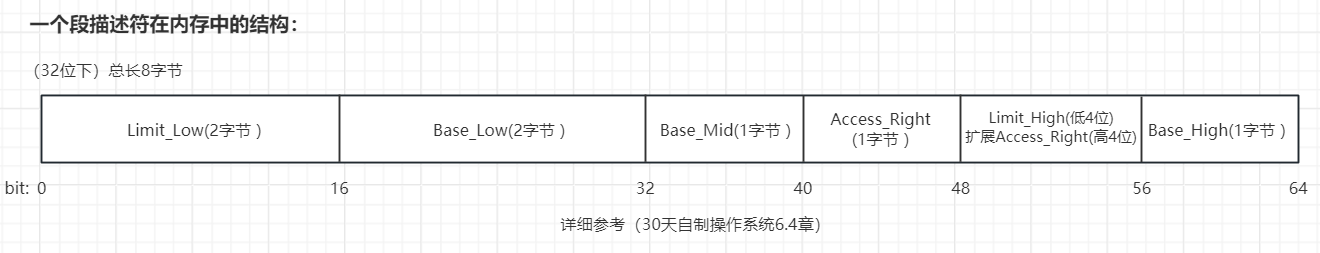 一个段描述符在内存中的结构：
（32位下）总长8字节
Limit_Low(2字节 )
Base_Low(2字节 )
Base_Mid(1字节 )
Access_Right
(1字节 )
Limit_High(低4位)
扩展Access_Right(高4位)
Base_High(1字节 )
bit: 0 16 32 40 48 56 64
详细参考（30天自制操作系统6.4章）